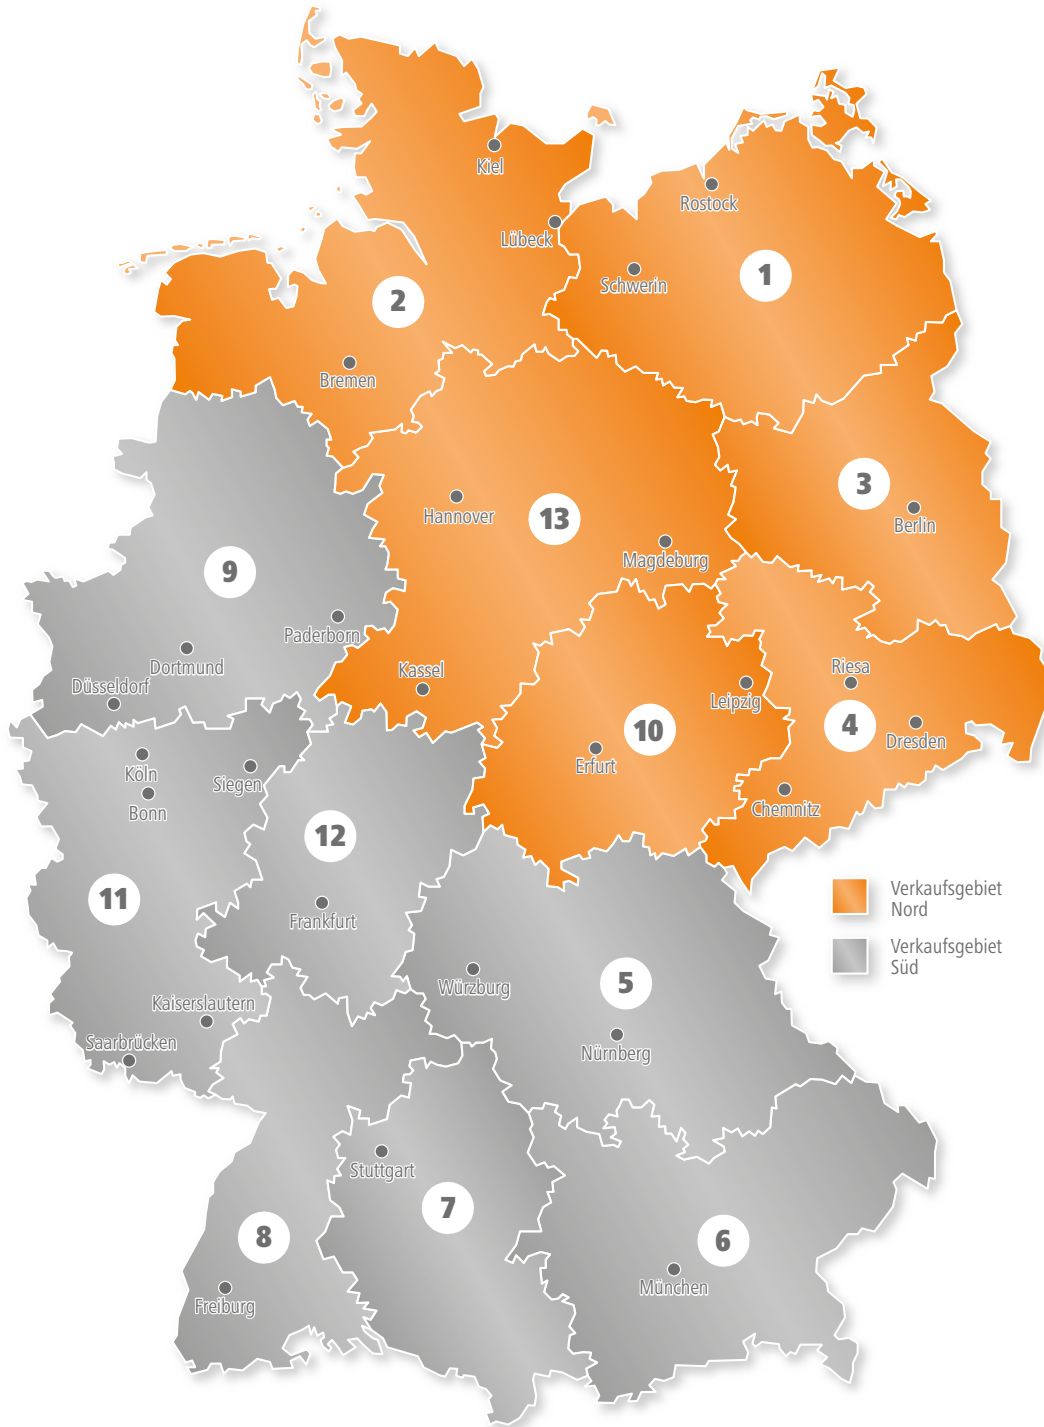 Kiel
Rostock
Lübeck
Schwerin
1
2
Bremen
3
Berlin
Hannover
13
Magdeburg
9
Paderborn
Dortmund
Düsseldorf
Kassel
Riesa
Leipzig
4
Dresden
10
Erfurt
Chemnitz
Köln
Siegen
Bonn
12
11
Frankfurt
Verkaufsgebiet
Nord
Verkaufsgebiet
Süd
Würzburg
5
Kaiserslautern
Saarbrücken
Nürnberg
Stuttgart
7
8
6
München
Freiburg